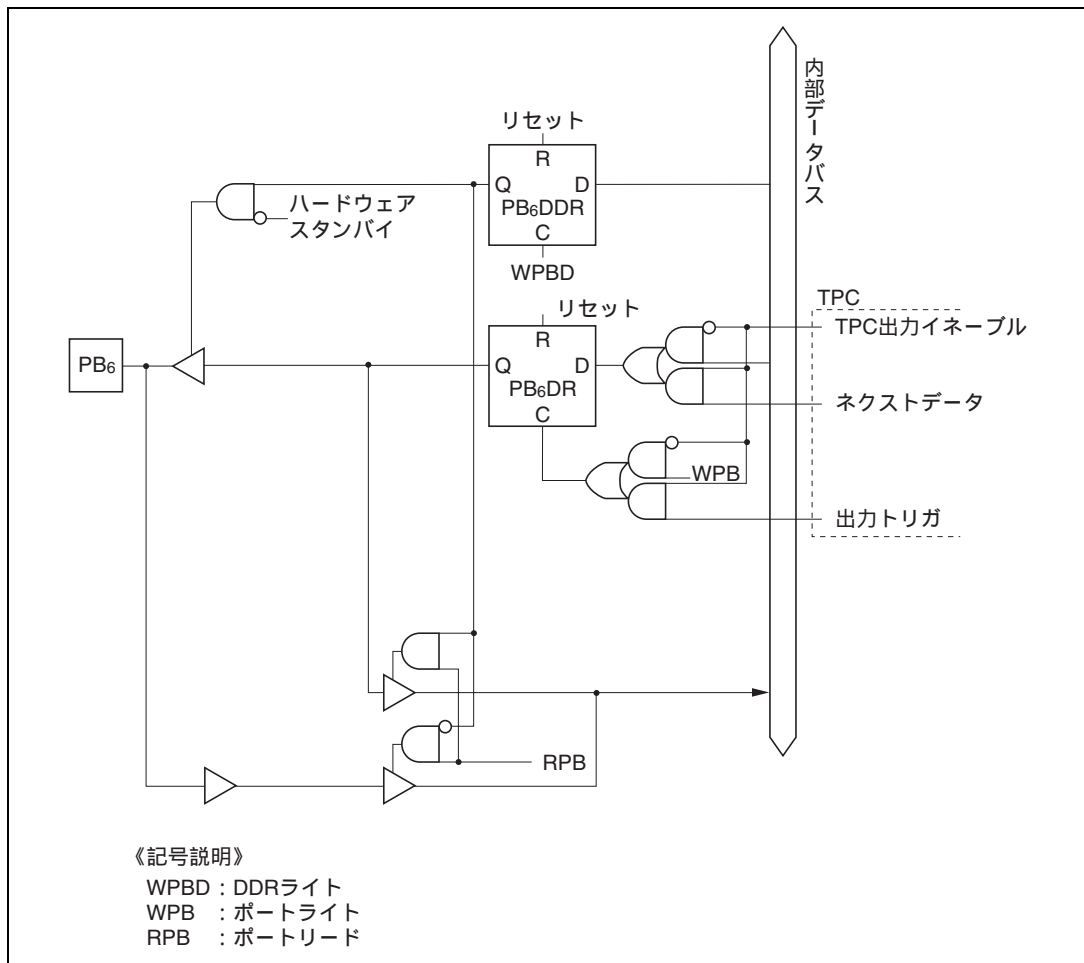 内部データバス
リセット
R
Q D
PB6DDR
C
WPBD
ハードウェア
スタンバイ
リセット
R
Q D
PB6DR
C
PB6
TPC
TPC出力イネーブル
ネクストデータ
WPB
出力トリガ
RPB
《記号説明》
WPBD : DDRライト
WPB : ポートライト
RPB : ポートリード